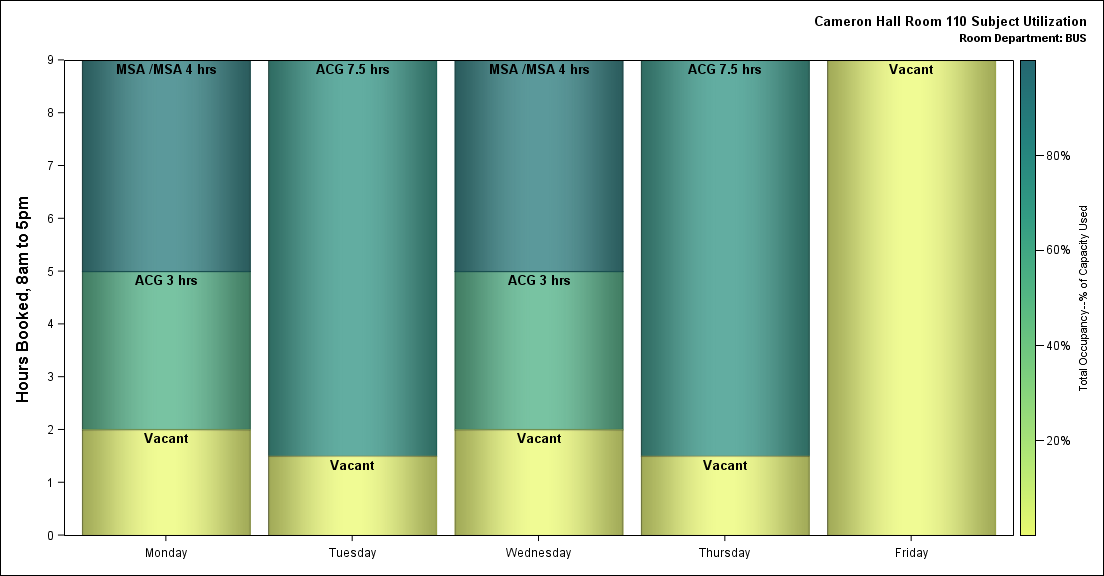 Cameron Hall Room 110 Subject Utilization
Room Department: BUS
Hours Booked, 8am to 5pm
9
8
7
6
5
4
3
2
1
0
MSA /MSA 4 hrs
ACG 3 hrs
Vacant
ACG 7.5 hrs
Vacant
MSA /MSA 4 hrs
ACG 3 hrs
Vacant
ACG 7.5 hrs
Vacant
Vacant
Monday
Tuesday
Wednesday
Thursday
Friday
80%
60%
40%
20%
Total Occupancy--% of Capacity Used